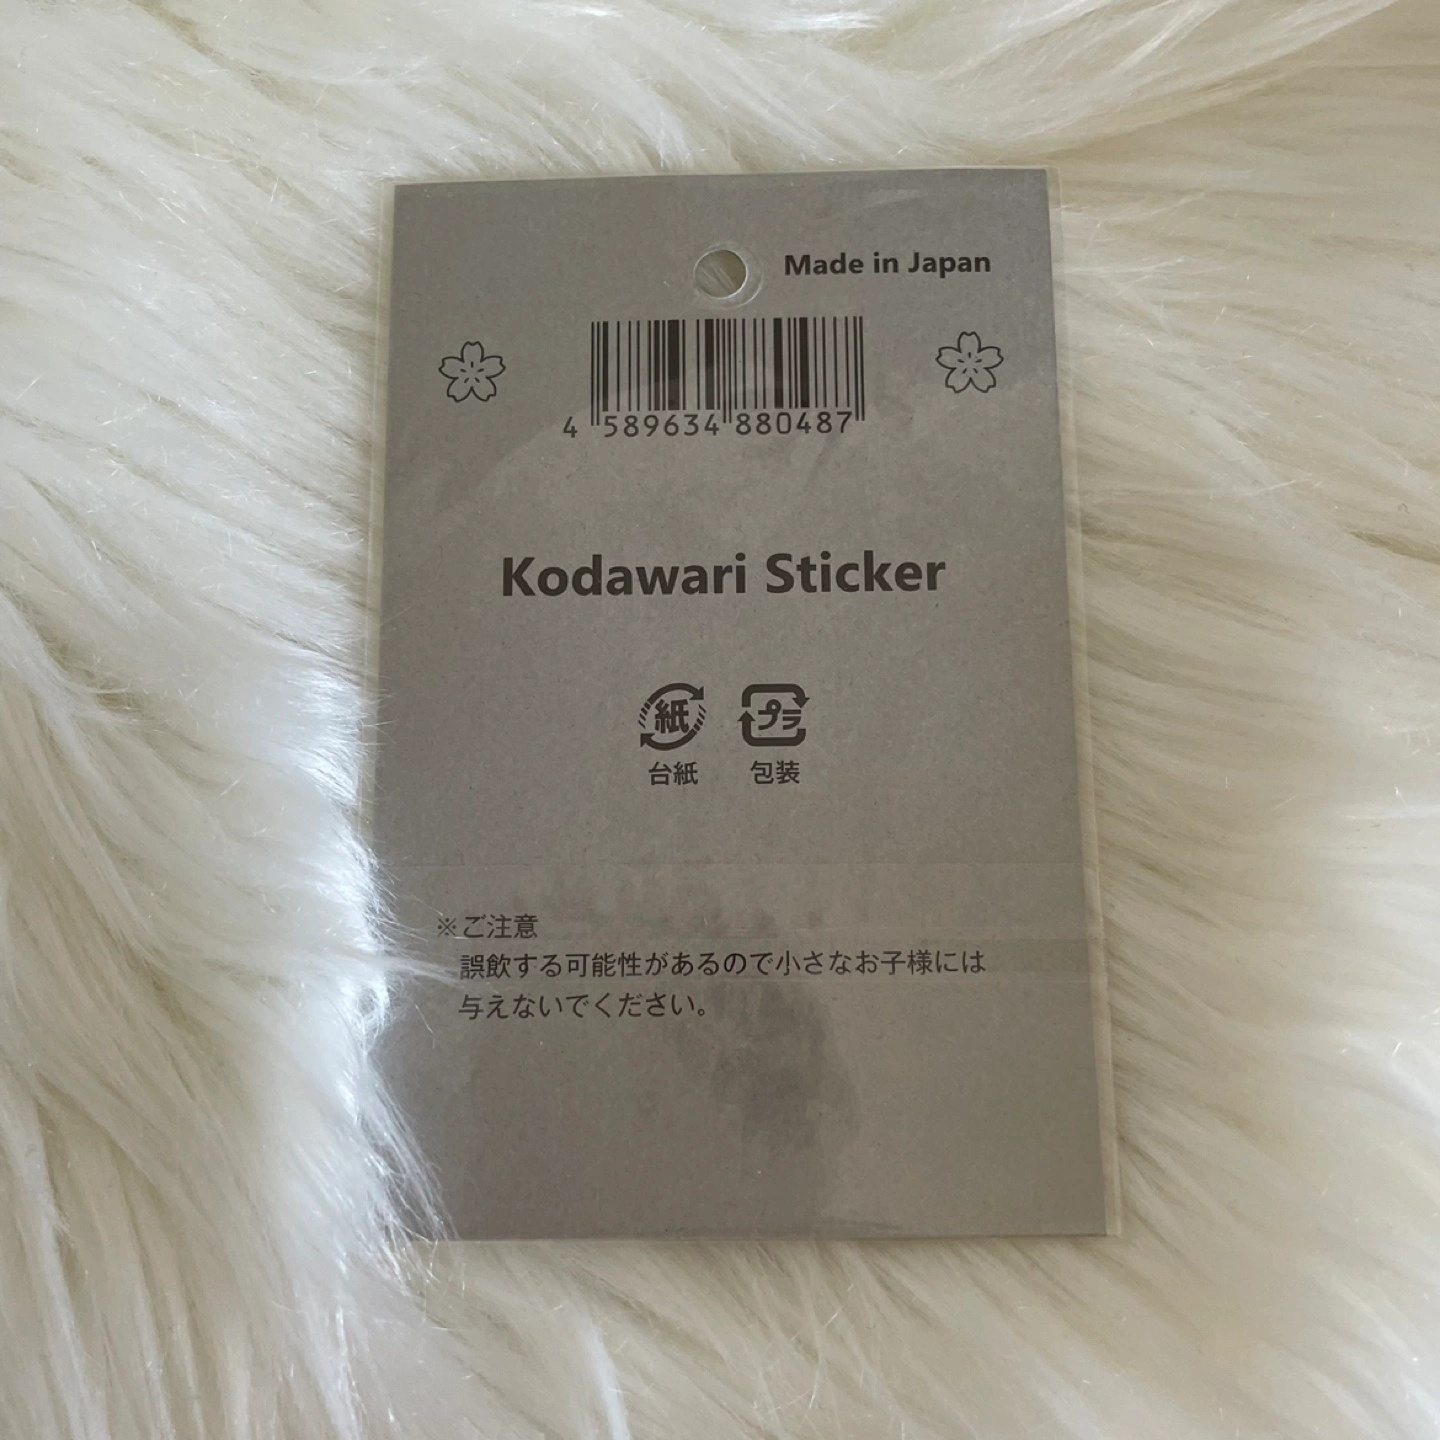 Made in Japan
4 589634 880487
Kodawari Sticker
紙 プラ
台紙 包装
※ご注意
誤飲する可能性があるので小さなお子様には
与えないでください。